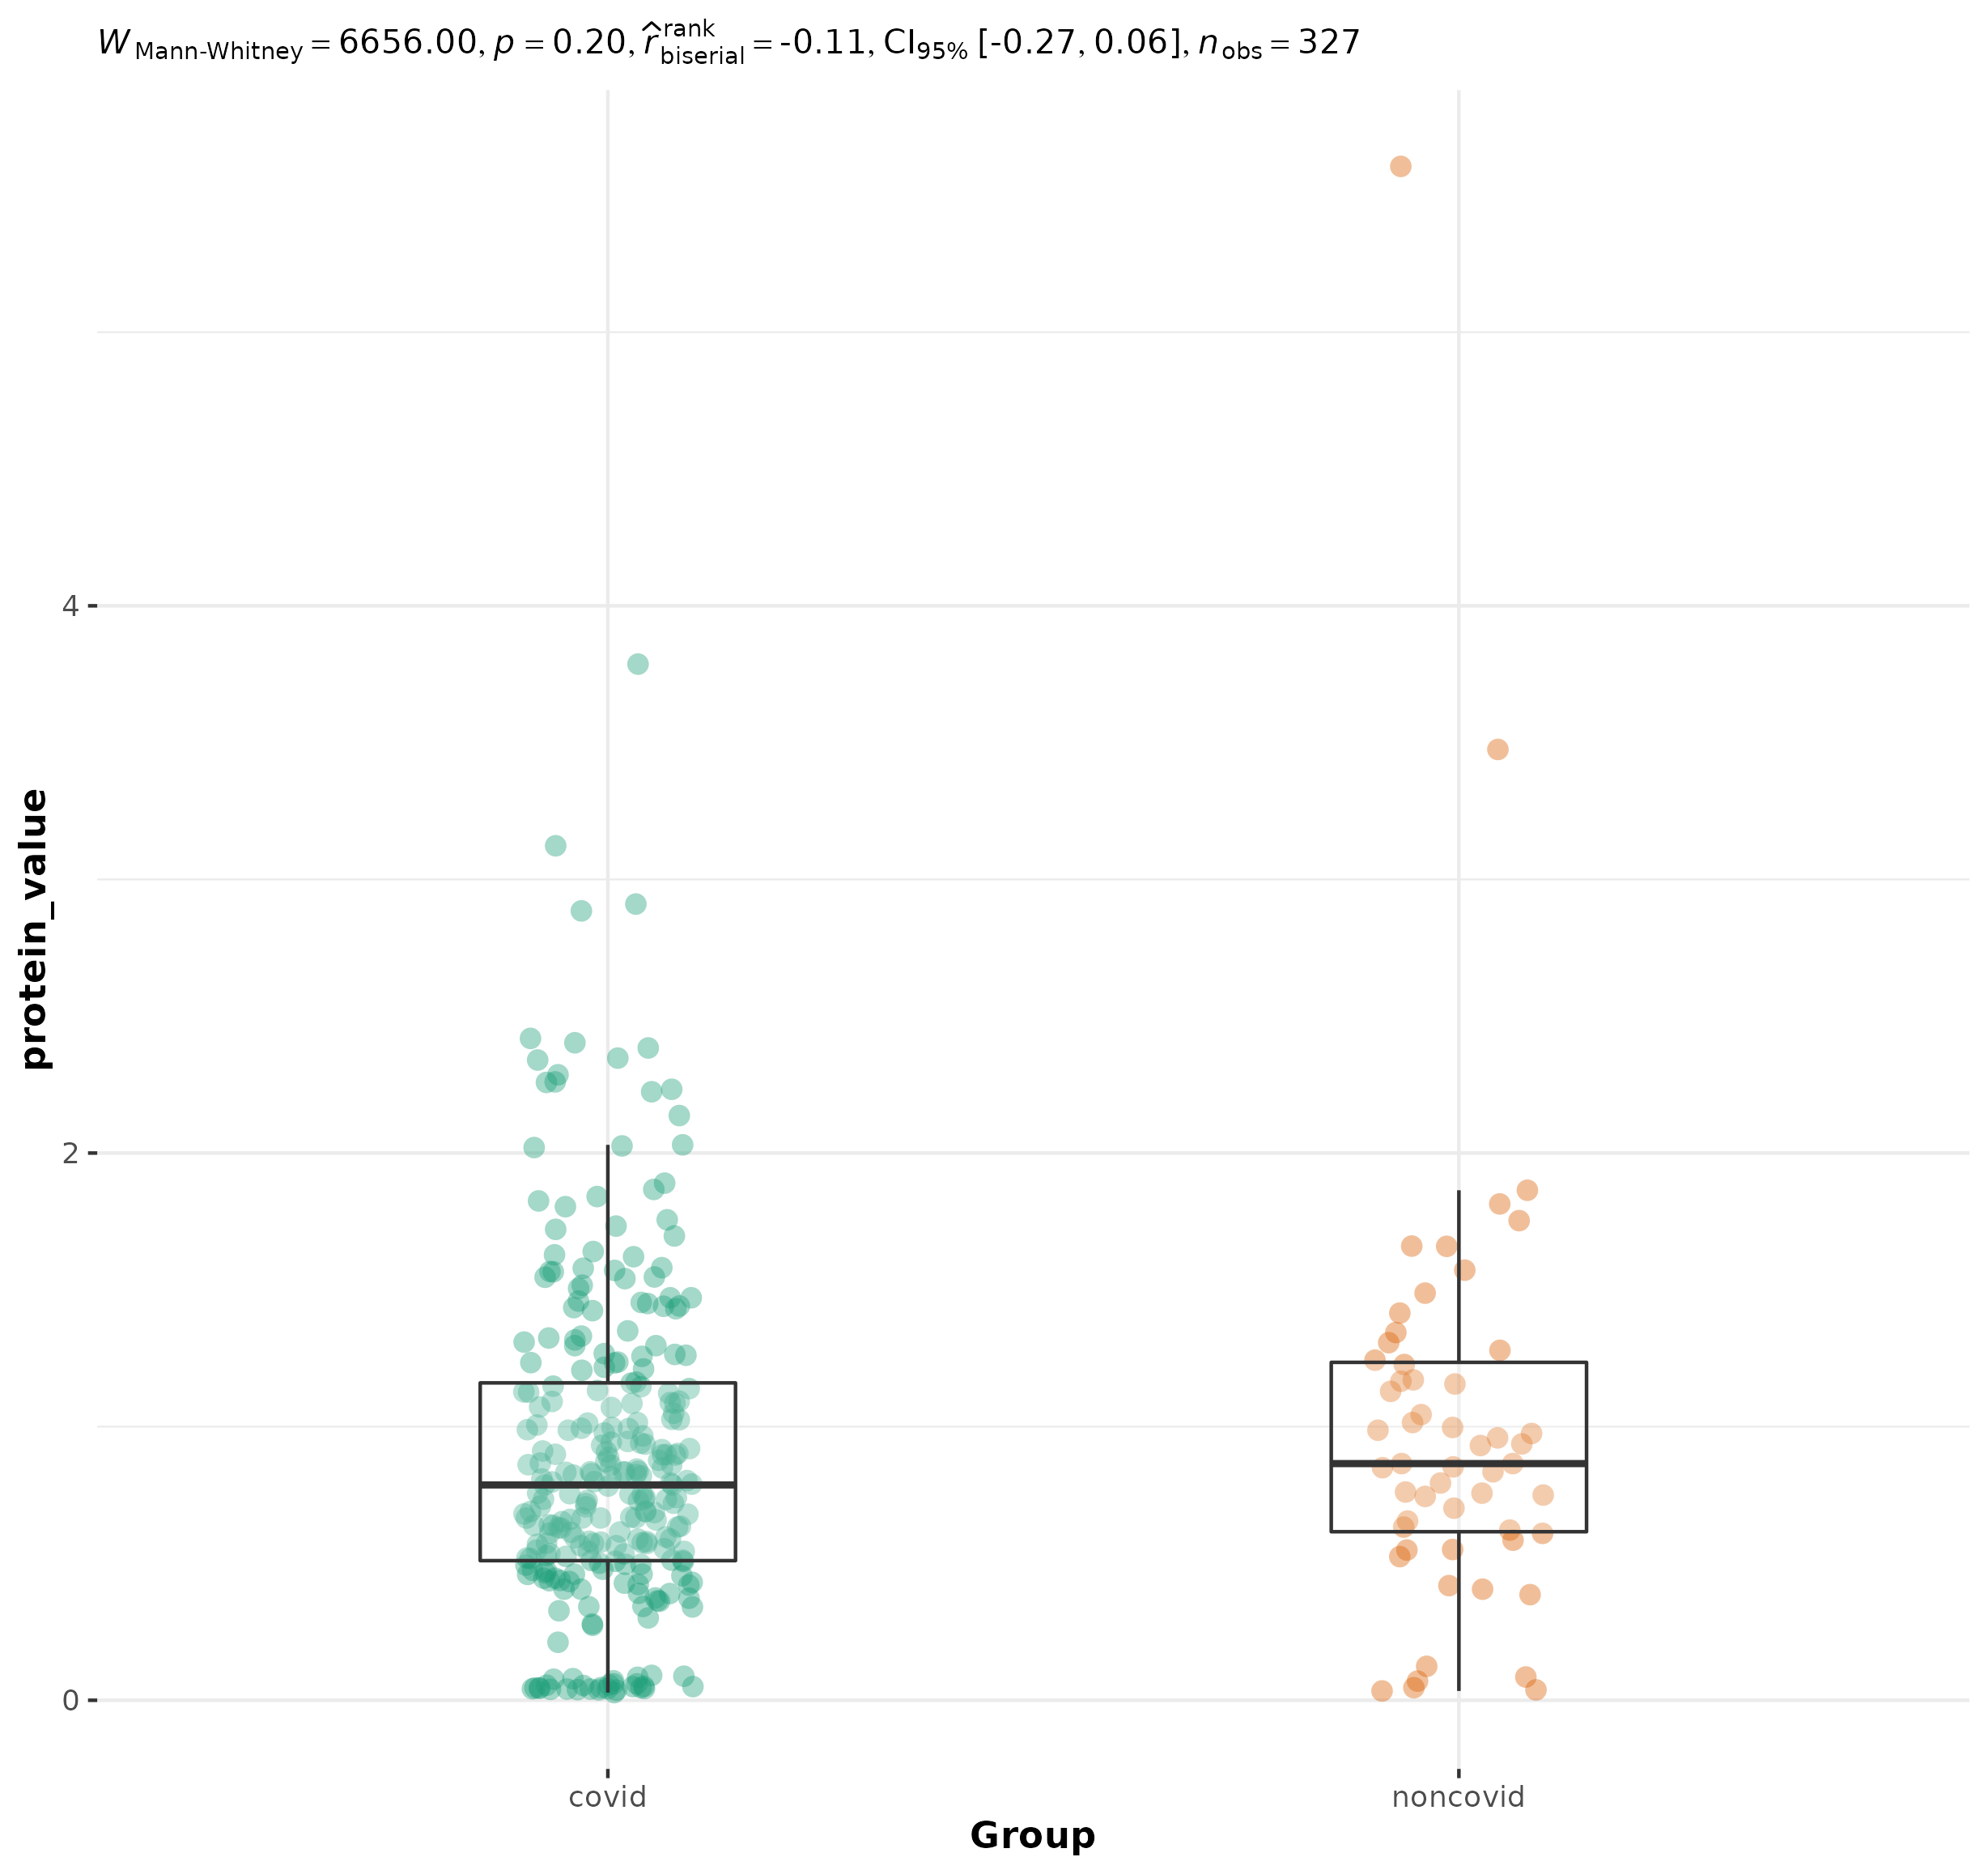 W Mann-Whitney = 6656.00, p = 0.20, r̂ rank biserial = -0.11, CI95% [-0.27, 0.06], nobs = 327
protein_value
4
2
0
covid noncovid
Group